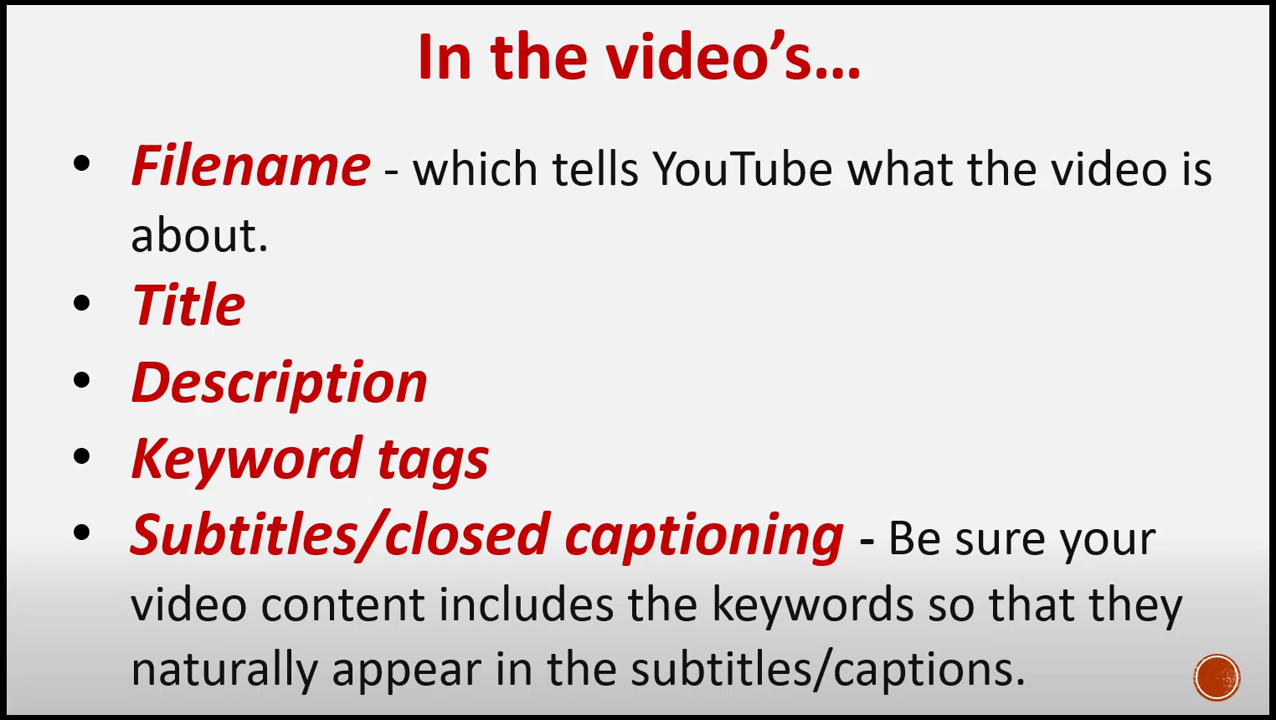 In the video’s…
• Filename - which tells YouTube what the video is
about.
• Title
• Description
• Keyword tags
• Subtitles/closed captioning - Be sure your
video content includes the keywords so that they
naturally appear in the subtitles/captions.